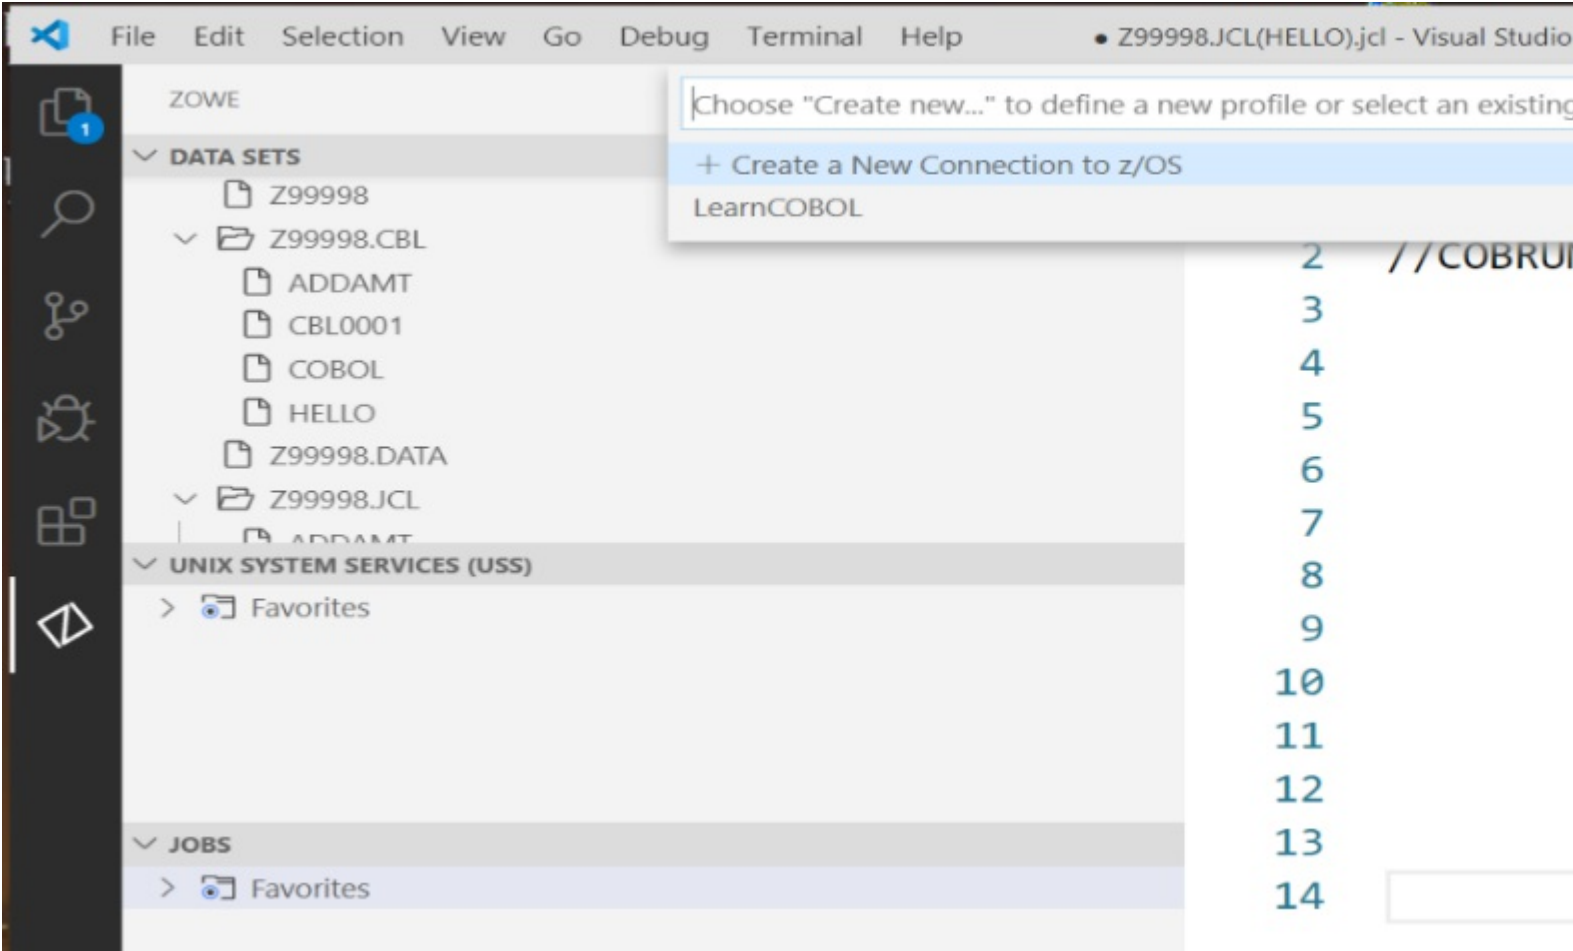 File Edit Selection View Go Debug Terminal Help ● Z99998.JCL(HELLO).jcl - Visual Studio
1
ZOWE
Choose "Create new..." to define a new profile or select an existing
+ Create a New Connection to z/OS
LearnCOBOL
DATA SETS
Z99998
Z99998.CBL
ADDAMT
CBL0001
COBOL
HELLO
Z99998.DATA
Z99998.JCL
ADDAMT
UNIX SYSTEM SERVICES (USS)
Favorites
JOBS
Favorites
2 //COBRUN
3
4
5
6
7
8
9
10
11
12
13
14